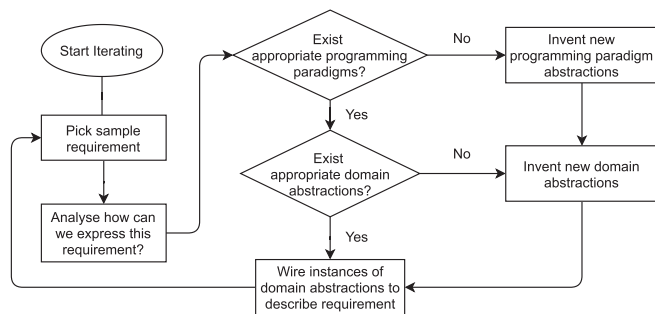 Start Iterating
Pick sample
requirement
Analyse how can
we express this
requirement?
Exist
appropriate programming
paradigms?
No
Invent new
programming paradigm
abstractions
Yes
Exist
appropriate domain
abstractions?
No
Invent new domain
abstractions
Yes
Wire instances of
domain abstractions to
describe requirement